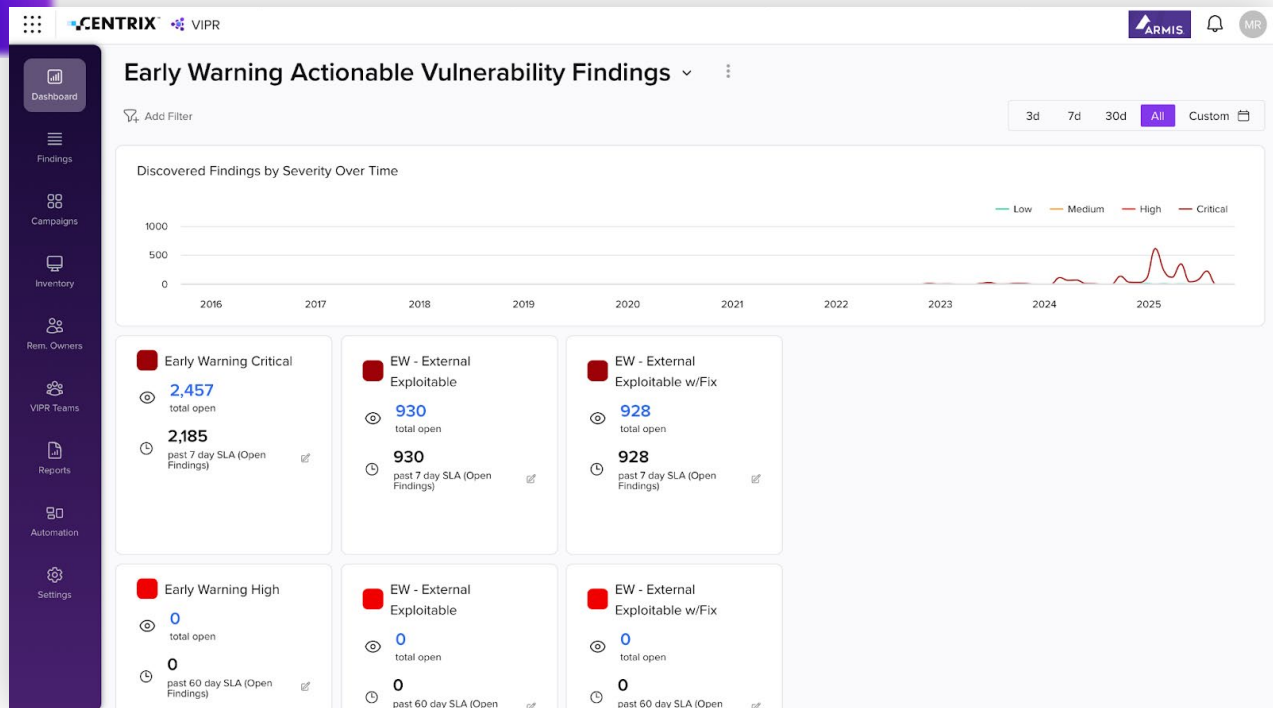 CENTRIX™ VIPR
ARMIS
MR
Dashboard
Findings
Campaigns
Inventory
Rem. Owners
VIPR Teams
Reports
Automation
Settings
Early Warning Actionable Vulnerability Findings
Add Filter
3d 7d 30d All Custom
Discovered Findings by Severity Over Time
Low Medium High Critical
1000
500
0
2016 2017 2018 2019 2020 2021 2022 2023 2024 2025
Early Warning Critical
2,457
total open
2,185
past 7 day SLA (Open
Findings)
EW - External
Exploitable
930
total open
930
past 7 day SLA (Open
Findings)
EW - External
Exploitable w/Fix
928
total open
928
past 7 day SLA (Open
Findings)
Early Warning High
0
total open
0
past 60 day SLA (Open
Findings)
EW - External
Exploitable
0
total open
0
past 60 day SLA (Open
EW - External
Exploitable w/Fix
0
total open
0
past 60 day SLA (Open